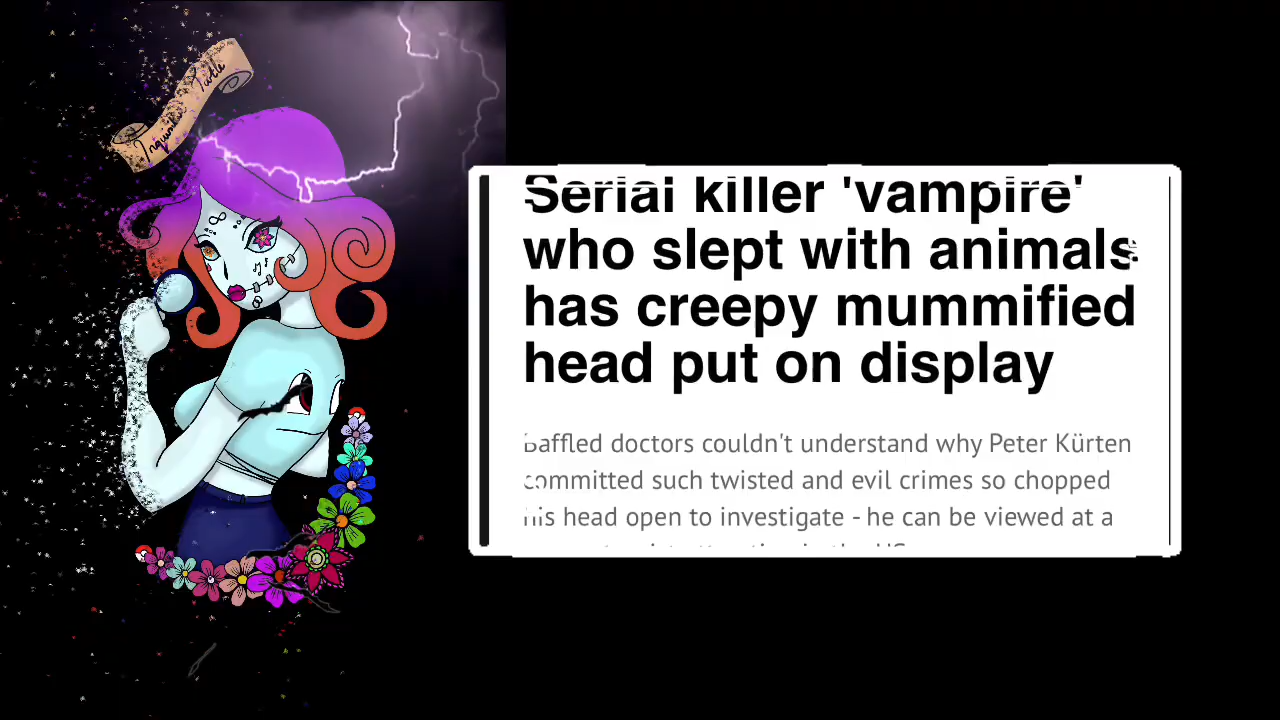 Turtle
Serial killer 'vampire'
who slept with animals
has creepy mummified
head put on display
Baffled doctors couldn't understand why Peter Kürten
committed such twisted and evil crimes so chopped
his head open to investigate - he can be viewed at a